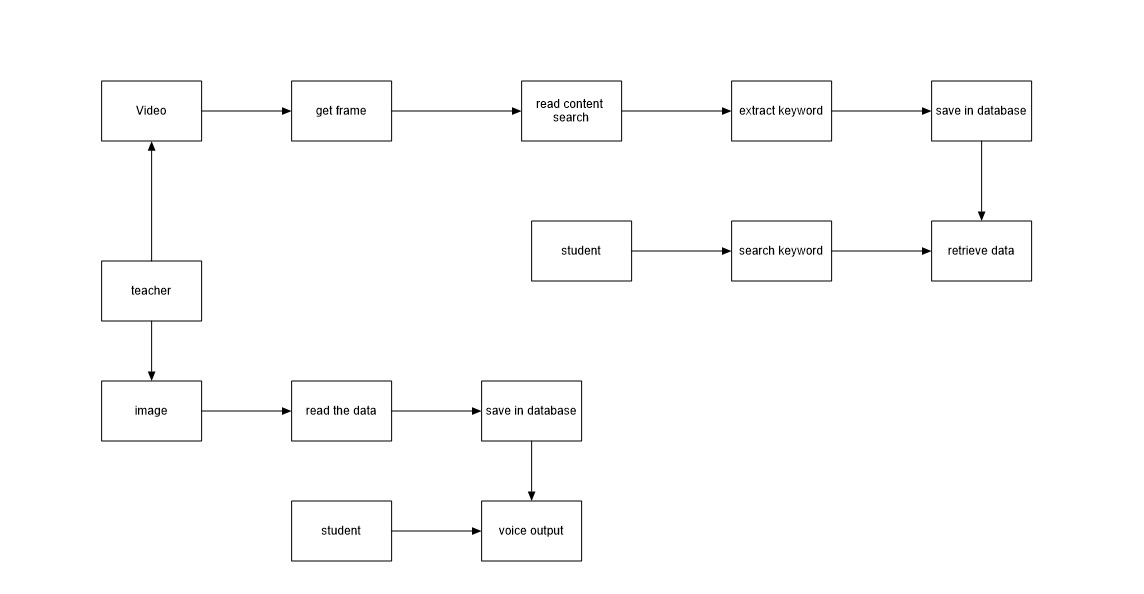 Video
get frame
read content
search
extract keyword
save in database
student
search keyword
retrieve data
teacher
image
read the data
save in database
student
voice output